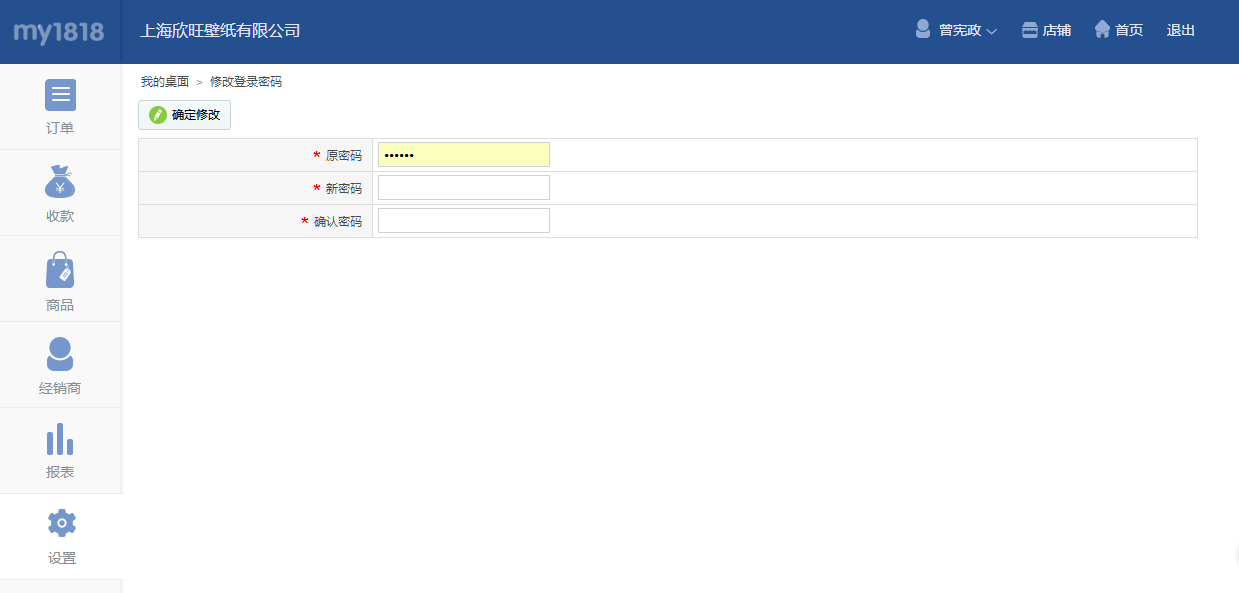 my1818
上海欣旺壁纸有限公司
曾宪政
店铺
首页
退出
订单
收款
商品
经销商
报表
设置
我的桌面 > 修改登录密码
确定修改
* 原密码 ••••••
* 新密码
* 确认密码